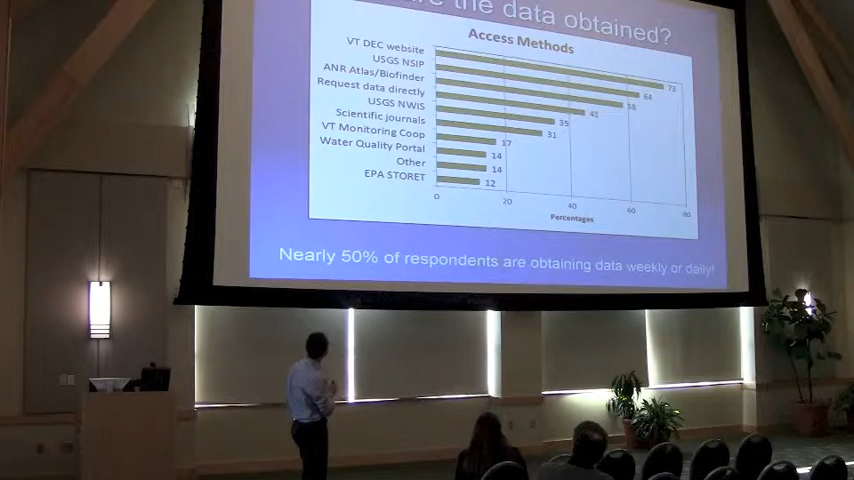 are the data obtained?
Access Methods
VT DEC website
USGS NSIP
ANR Atlas/Biofinder
Request data directly
USGS NWIS
Scientific journals
VT Monitoring Coop
Water Quality Portal
Other
EPA STORET
73
64
58
45
35
31
17
14
14
12
0
20
40
60
80
Percentages
Nearly 50% of respondents are obtaining data weekly or daily!